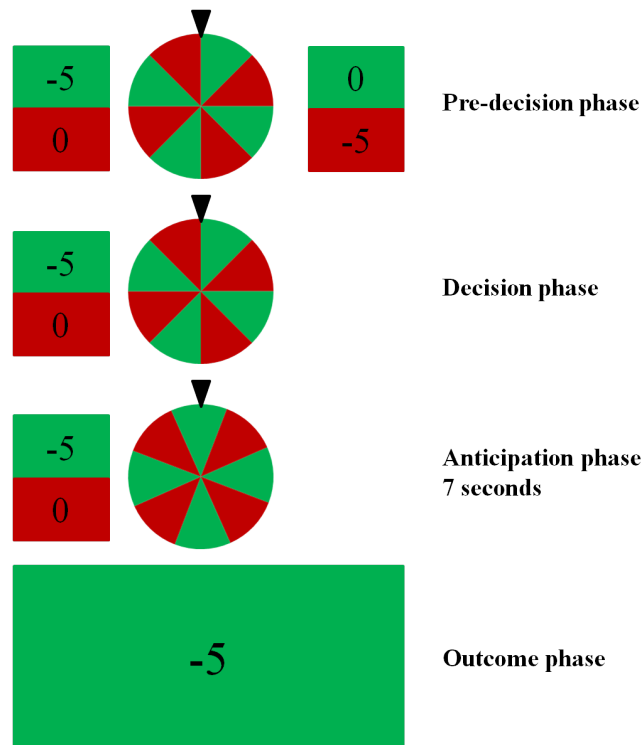 -5
0
0
-5
Pre-decision phase
-5
0
Decision phase
-5
0
Anticipation phase
7 seconds
-5
Outcome phase